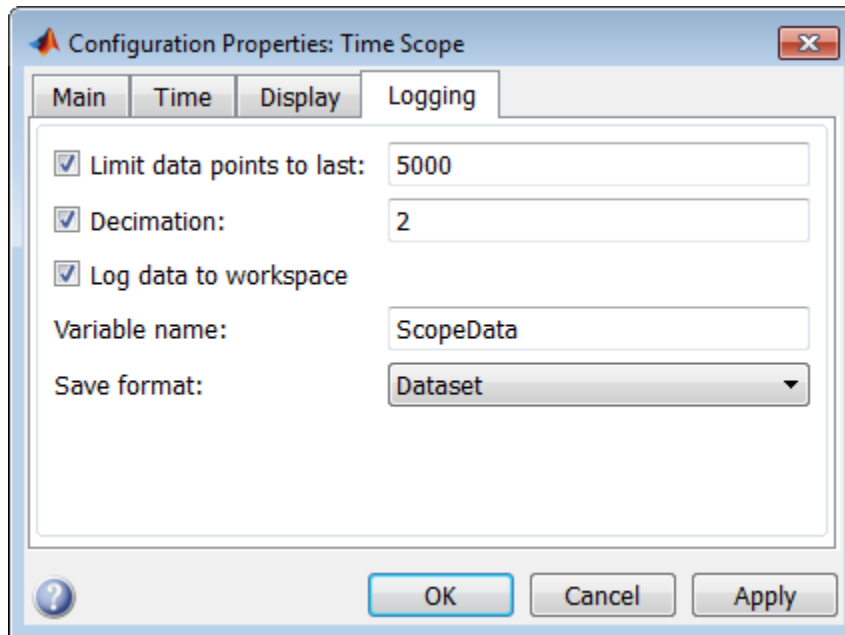 Configuration Properties: Time Scope
Main Time Display Logging
Limit data points to last: 5000
Decimation: 2
Log data to workspace
Variable name: ScopeData
Save format: Dataset
? OK Cancel Apply